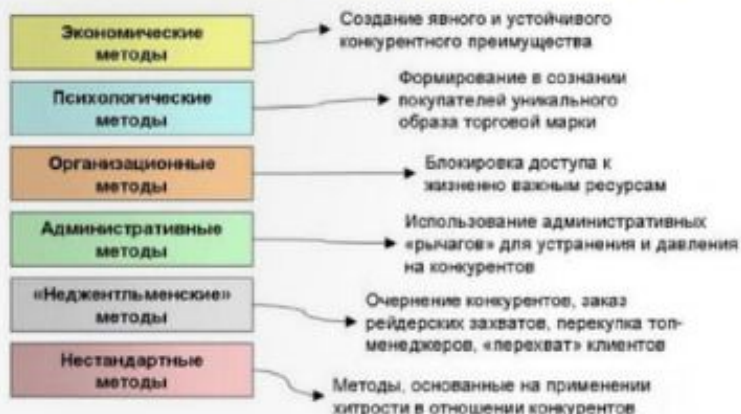 Экономические
методы
Создание явного и устойчивого
конкурентного преимущества
Психологические
методы
Формирование в сознании
покупателей уникального
образа торговой марки
Организационные
методы
Блокировка доступа к
жизненно важным ресурсам
Административные
методы
Использование административных
«рычагов» для устранения и давления
на конкурентов
«Неджентльменские»
методы
Очернение конкурентов, заказ
рейдерских захватов, перекупка топ-
менеджеров, «перехват» клиентов
Нестандартные
методы
Методы, основанные на применении
хитрости в отношении конкурентов